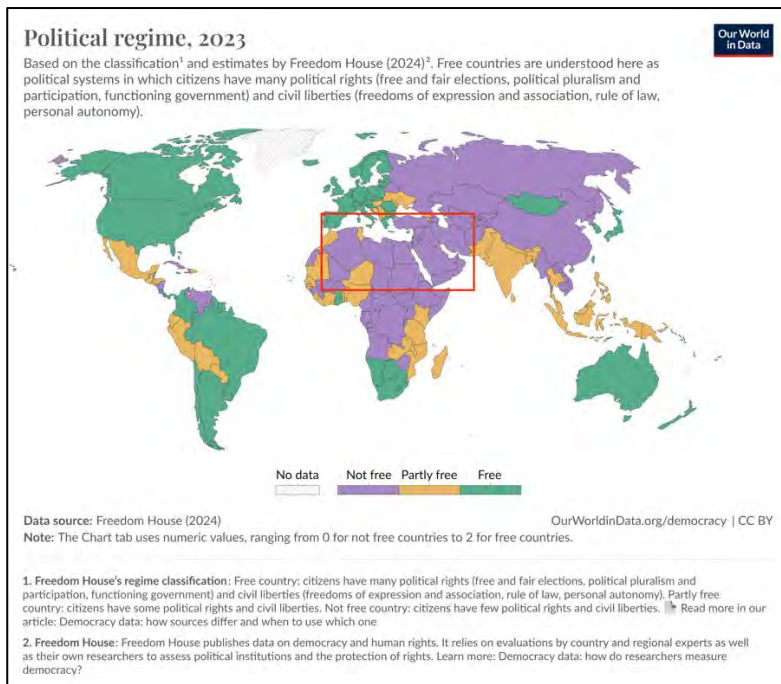 Political regime, 2023
Our World
in Data
Based on the classification¹ and estimates by Freedom House (2024)². Free countries are understood here as
political systems in which citizens have many political rights (free and fair elections, political pluralism and
participation, functioning government) and civil liberties (freedoms of expression and association, rule of law,
personal autonomy).
No data
Not free
Partly free
Free
Data source: Freedom House (2024)
OurWorldinData.org/democracy | CC BY
Note: The Chart tab uses numeric values, ranging from 0 for not free countries to 2 for free countries.
1. Freedom House's regime classification: Free country: citizens have many political rights (free and fair elections, political pluralism and
participation, functioning government) and civil liberties (freedoms of expression and association, rule of law, personal autonomy). Partly free
country: citizens have some political rights and civil liberties. Not free country: citizens have few political rights and civil liberties. Read more in our
article: Democracy data: how sources differ and when to use which one
2. Freedom House: Freedom House publishes data on democracy and human rights. It relies on evaluations by country and regional experts as well
as their own researchers to assess political institutions and the protection of rights. Learn more: Democracy data: how do researchers measure
democracy?